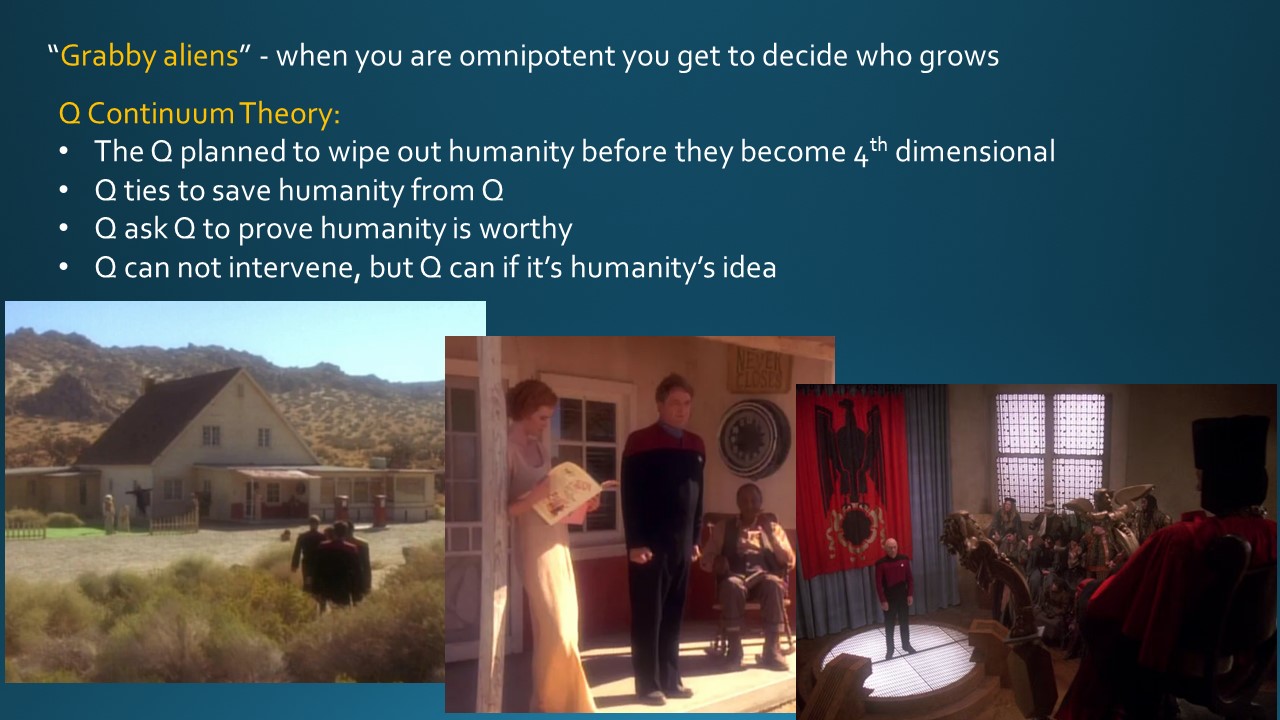 “Grabby aliens” - when you are omnipotent you get to decide who grows
Q Continuum Theory:
• The Q planned to wipe out humanity before they become 4th dimensional
• Q ties to save humanity from Q
• Q ask Q to prove humanity is worthy
• Q can not intervene, but Q can if it’s humanity’s idea
NEVER
CLOSED